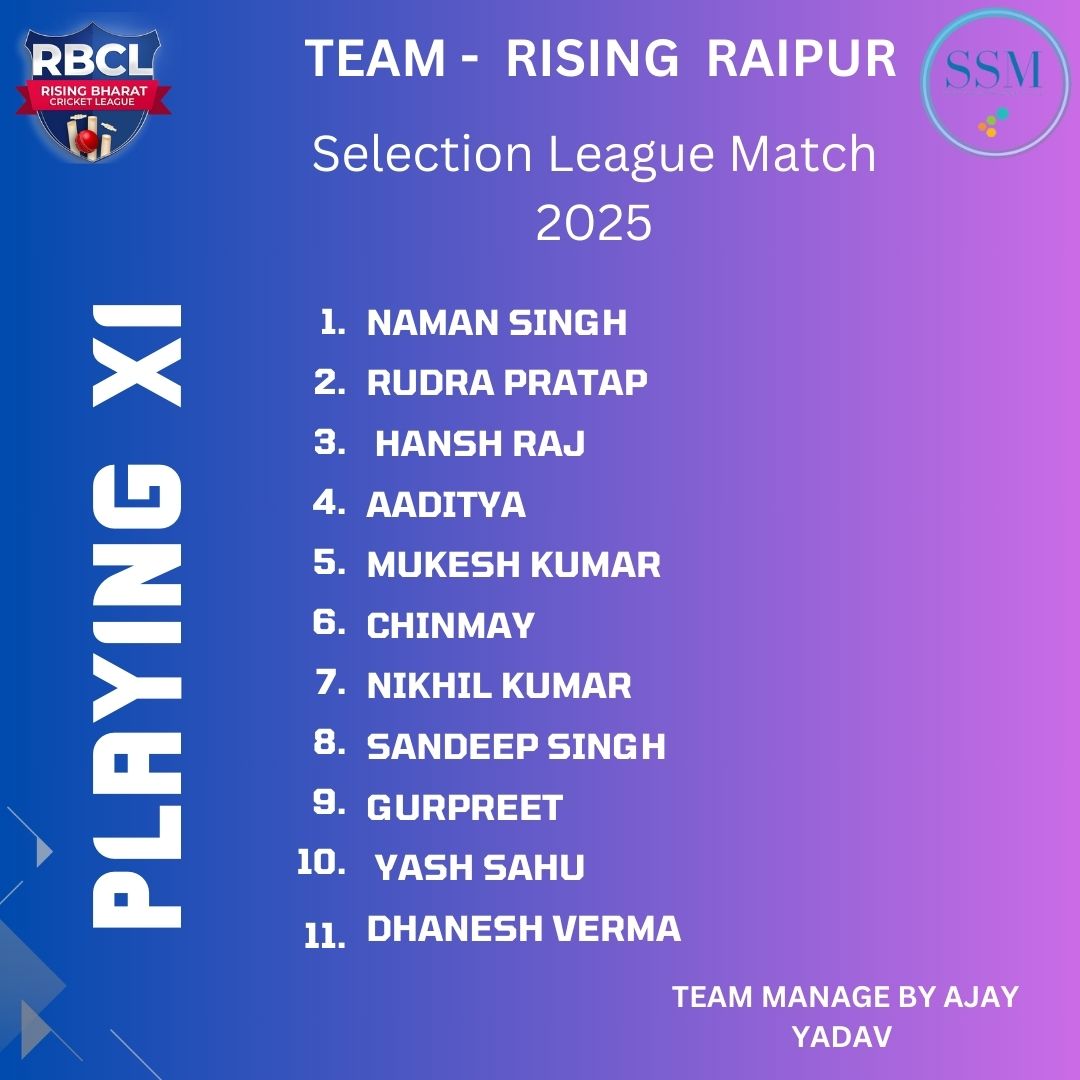 RBCL
RISING BHARAT
CRICKET LEAGUE
TEAM - RISING RAIPUR
SSM
Selection League Match
2025
PLAYING XI
1. NAMAN SINGH
2. RUDRA PRATAP
3. HANSH RAJ
4. AADITYA
5. MUKESH KUMAR
6. CHINMAY
7. NIKHIL KUMAR
8. SANDEEP SINGH
9. GURPREET
10. YASH SAHU
11. DHANESH VERMA
TEAM MANAGE BY AJAY
YADAV